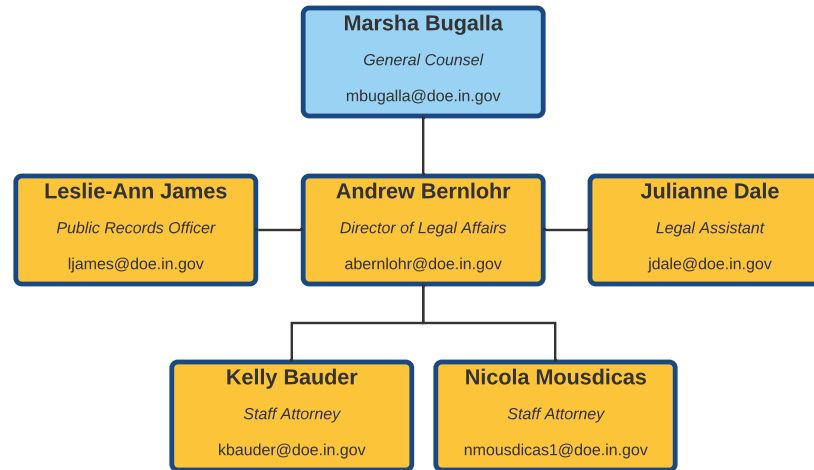 Marsha Bugalla
General Counsel
mbugalla@doe.in.gov
Leslie-Ann James
Public Records Officer
ljames@doe.in.gov
Andrew Bernlohr
Director of Legal Affairs
abernlohr@doe.in.gov
Julianne Dale
Legal Assistant
jdale@doe.in.gov
Kelly Bauder
Staff Attorney
kbauder@doe.in.gov
Nicola Mousdicas
Staff Attorney
nmousdicas1@doe.in.gov